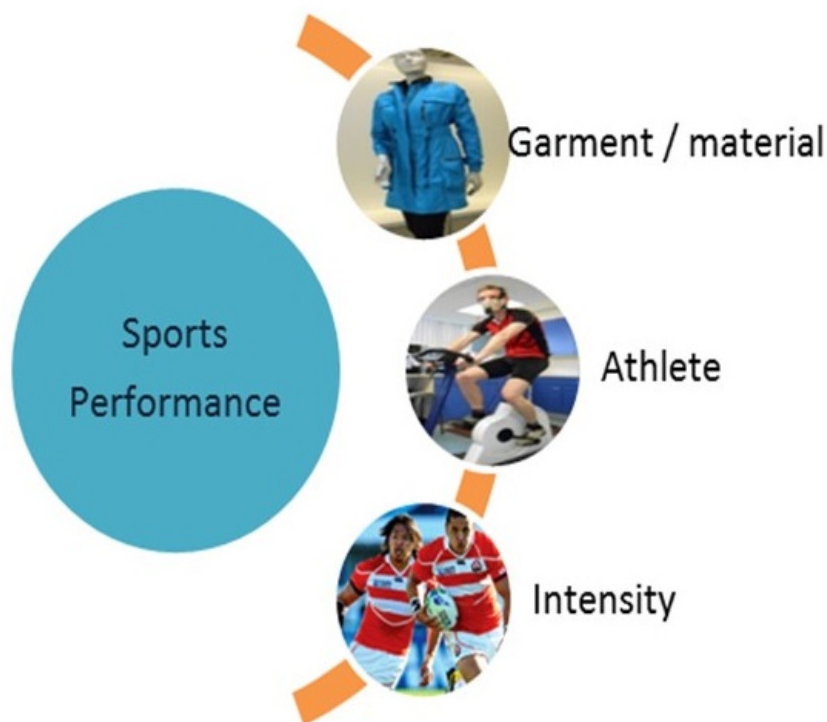 Garment / material
Sports
Performance
Athlete
Intensity